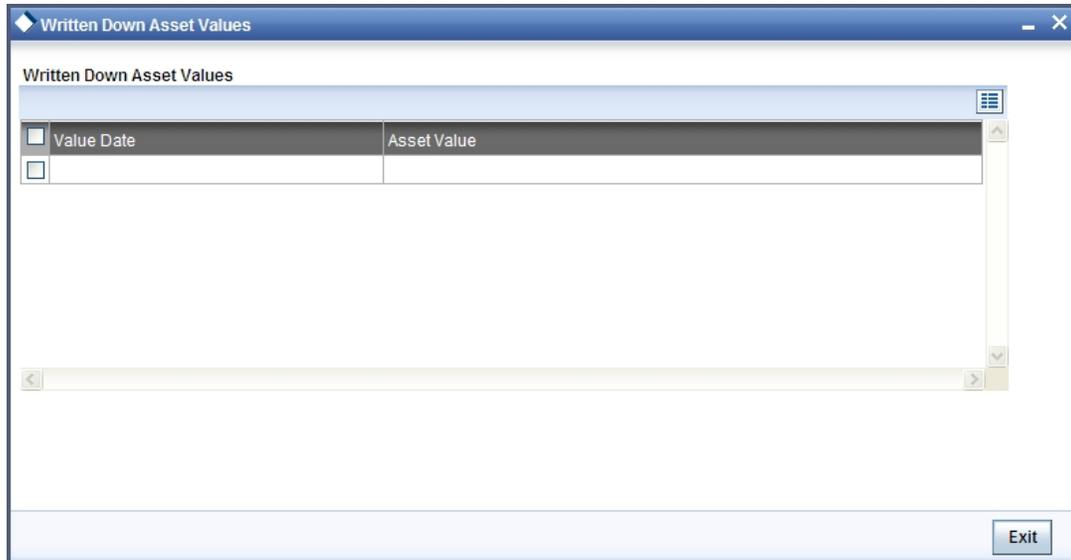 Written Down Asset Values
Written Down Asset Values
Value Date Asset Value
Exit